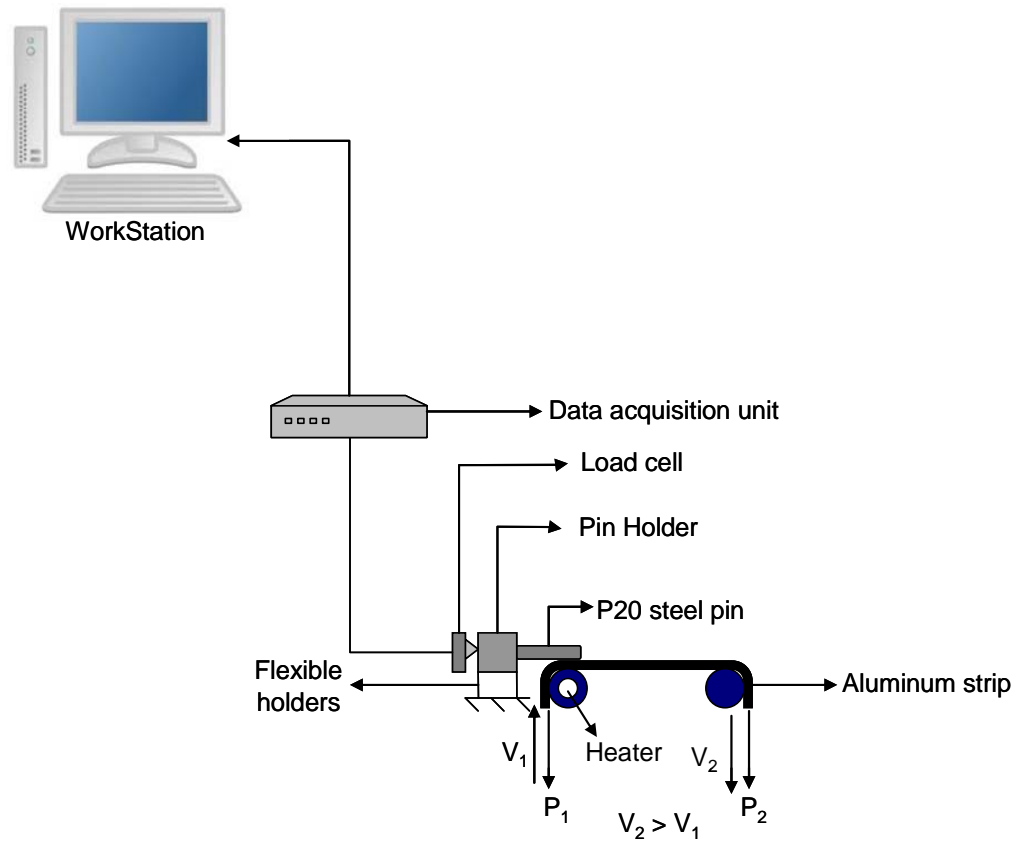 WorkStation
Data acquisition unit
Load cell
Pin Holder
P20 steel pin
Flexible
holders
Aluminum strip
V₁
Heater
V₂
P₁
P₂
V₂ > V₁